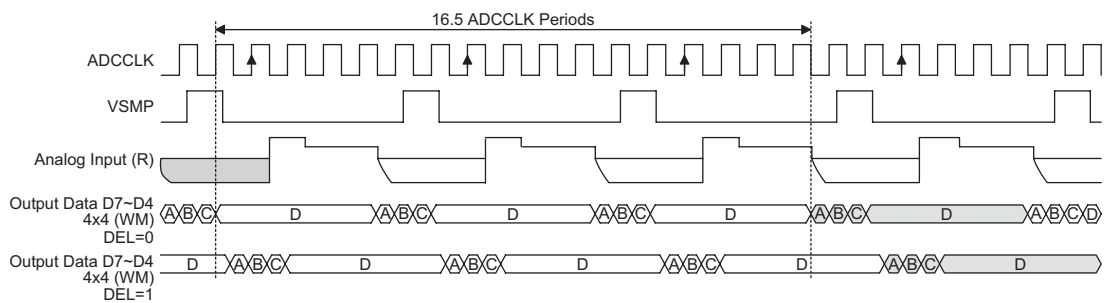 16.5 ADCCLK Periods
ADCCLK
VSMP
Analog Input (R)
Output Data D7~D4
4x4 (WM)
DEL=0
A B C D A B C D A B C D A B C D A B C D
Output Data D7~D4
4x4 (WM)
DEL=1
D A B C D A B C D A B C D A B C D